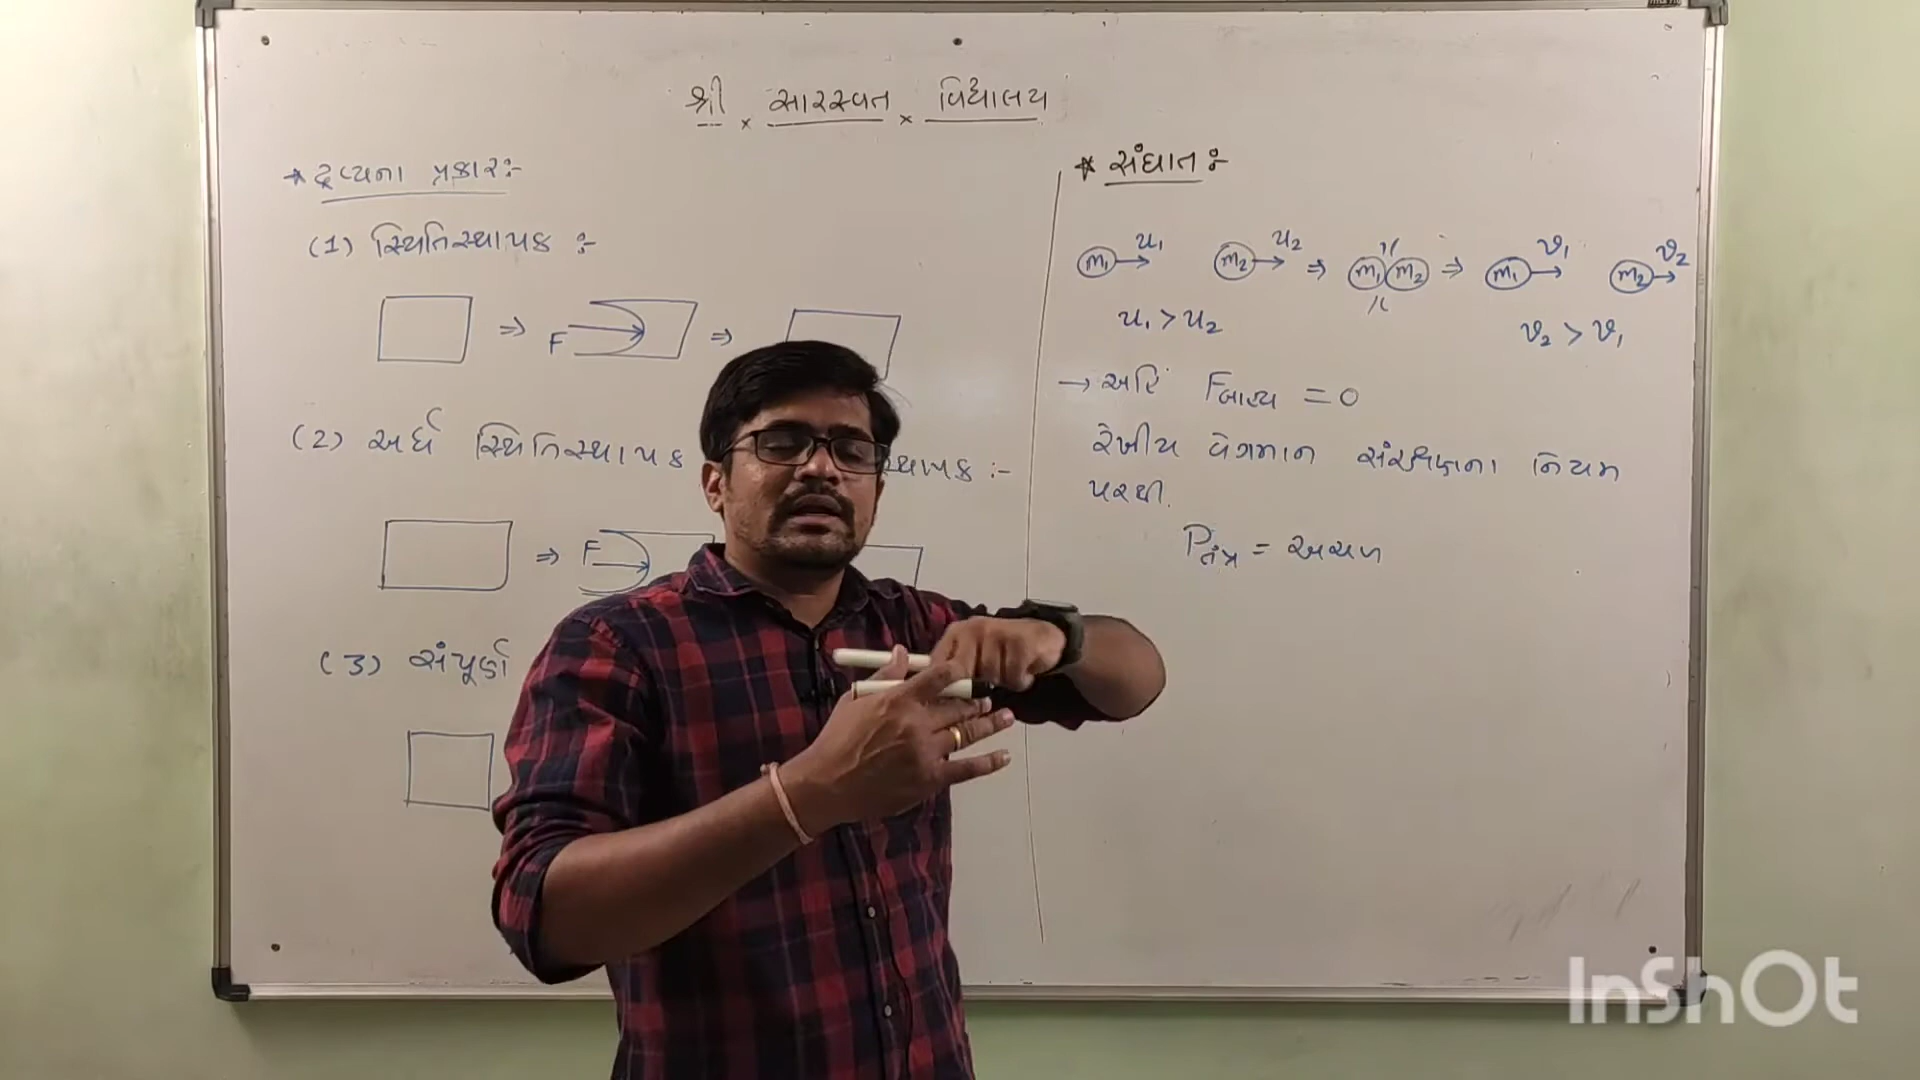 શ્રી × સારસ્વત × વિદ્યાલય
* દ્રવ્યના પ્રકાર :-
(1) સ્થિતિસ્થાપક :-
⇒ F ⇒
(2) અર્ધ સ્થિતિસ્થાપક સ્થાપક :-
⇒ F
(3) સંપૂર્ણ
* સંઘાત :-
m₁ → u₁ m₂ → u₂ ⇒ m₁ m₂ ⇒ m₁ → v₁ m₂ → v₂
u₁ > u₂ v₂ > v₁
→ અહિં Fબાહ્ય = 0
રેખીય વેગમાન સંરક્ષણના નિયમ
પરથી.
Pતંત્ર = અચળ
InShOt